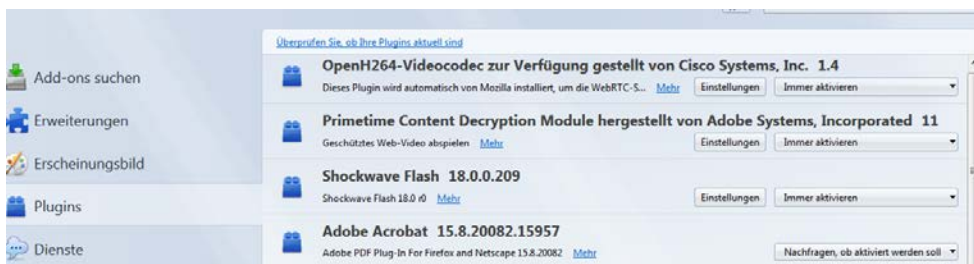 Überprüfen Sie, ob Ihre Plugins aktuell sind
Add-ons suchen
Erweiterungen
Erscheinungsbild
Plugins
Dienste
OpenH264-Videocodec zur Verfügung gestellt von Cisco Systems, Inc. 1.4
Dieses Plugin wird automatisch von Mozilla installiert, um die WebRTC-S... Mehr Einstellungen Immer aktivieren
Primetime Content Decryption Module hergestellt von Adobe Systems, Incorporated 11
Geschütztes Web-Video abspielen Mehr Einstellungen Immer aktivieren
Shockwave Flash 18.0.0.209
Shockwave Flash 18.0 r0 Mehr Einstellungen Immer aktivieren
Adobe Acrobat 15.8.20082.15957
Adobe PDF Plug-In For Firefox and Netscape 15.8.20082 Mehr Nachfragen, ob aktiviert werden soll